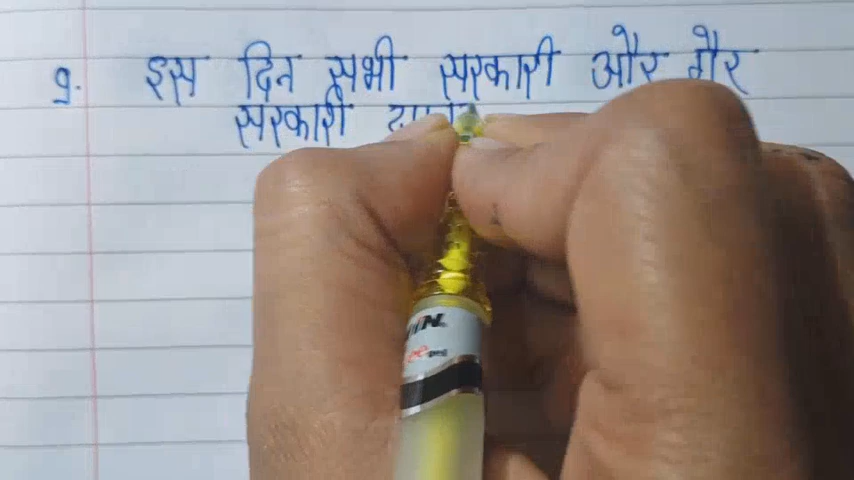 9. इस दिन सभी सरकारी और गैर
सरकारी